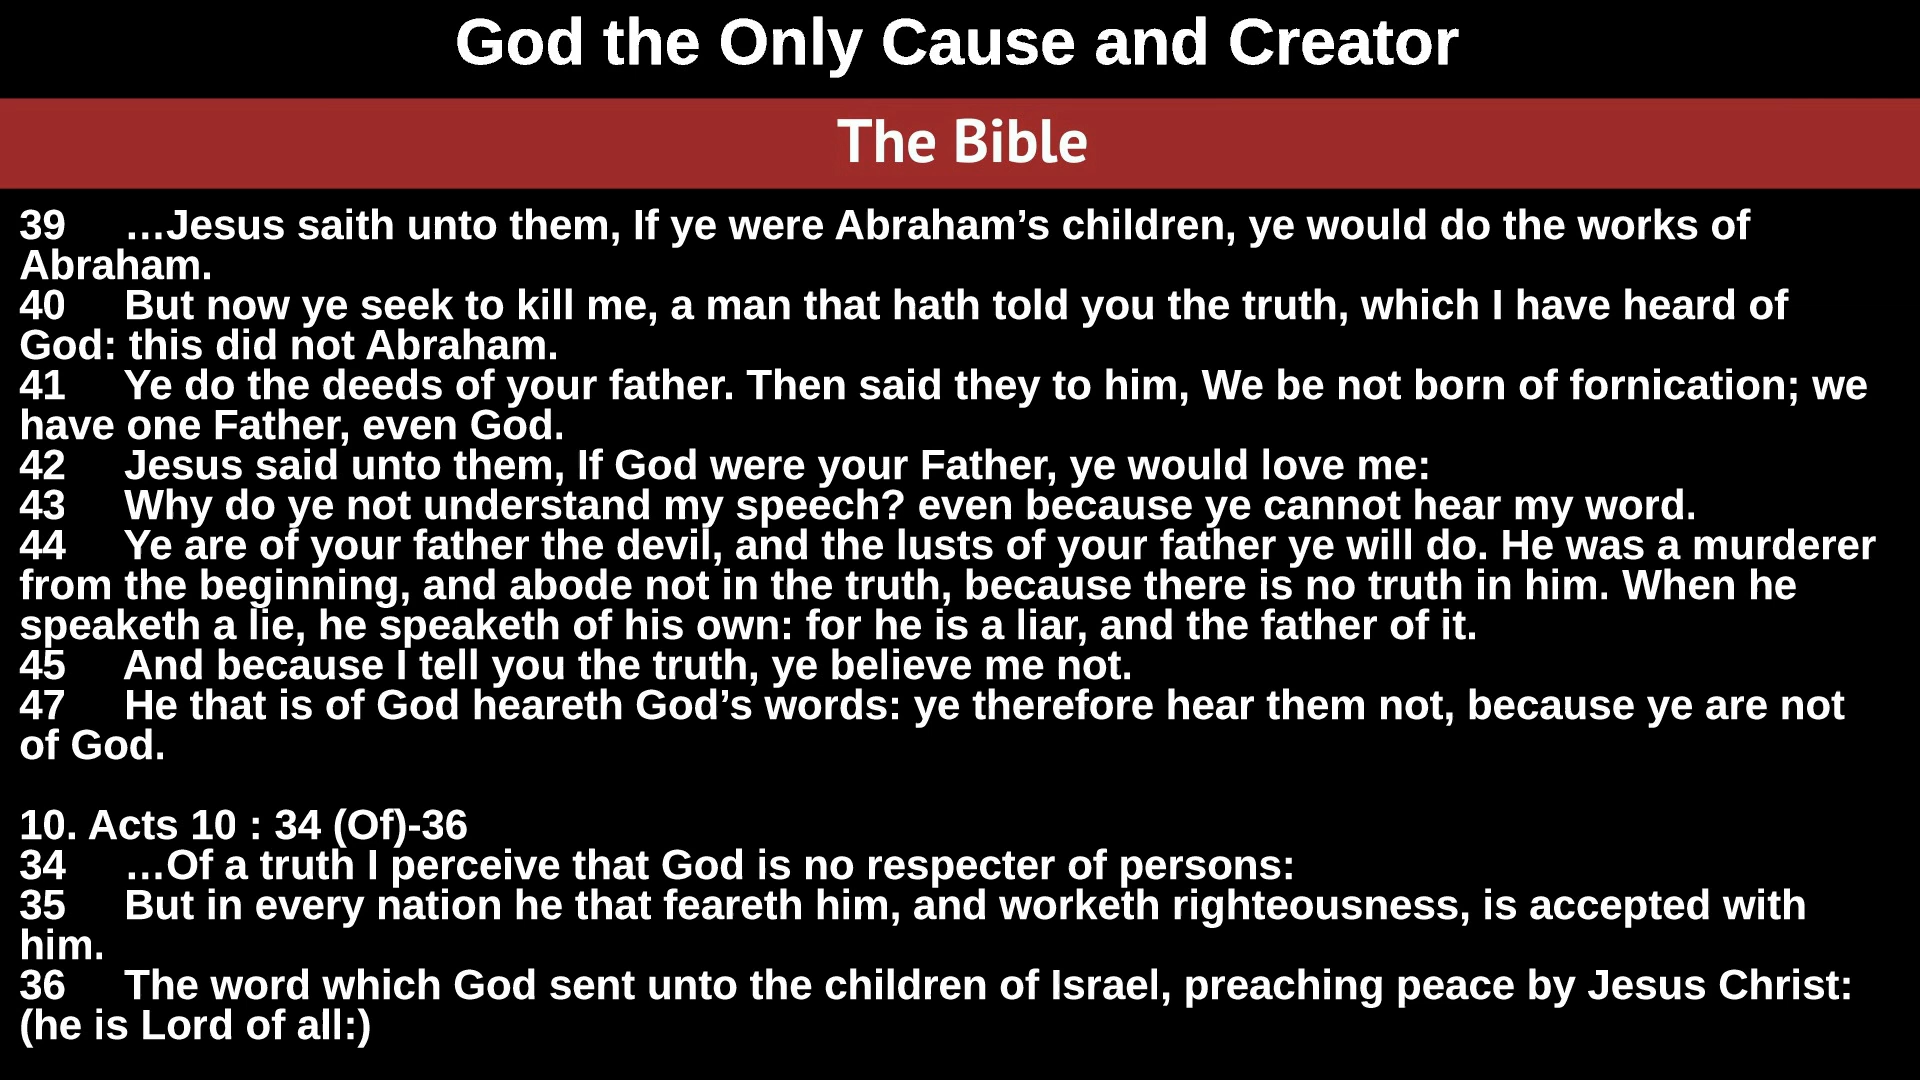 God the Only Cause and Creator
The Bible
39 …Jesus saith unto them, If ye were Abraham’s children, ye would do the works of
Abraham.
40 But now ye seek to kill me, a man that hath told you the truth, which I have heard of
God: this did not Abraham.
41 Ye do the deeds of your father. Then said they to him, We be not born of fornication; we
have one Father, even God.
42 Jesus said unto them, If God were your Father, ye would love me:
43 Why do ye not understand my speech? even because ye cannot hear my word.
44 Ye are of your father the devil, and the lusts of your father ye will do. He was a murderer
from the beginning, and abode not in the truth, because there is no truth in him. When he
speaketh a lie, he speaketh of his own: for he is a liar, and the father of it.
45 And because I tell you the truth, ye believe me not.
47 He that is of God heareth God’s words: ye therefore hear them not, because ye are not
of God.
10. Acts 10 : 34 (Of)-36
34 …Of a truth I perceive that God is no respecter of persons:
35 But in every nation he that feareth him, and worketh righteousness, is accepted with
him.
36 The word which God sent unto the children of Israel, preaching peace by Jesus Christ:
(he is Lord of all:)